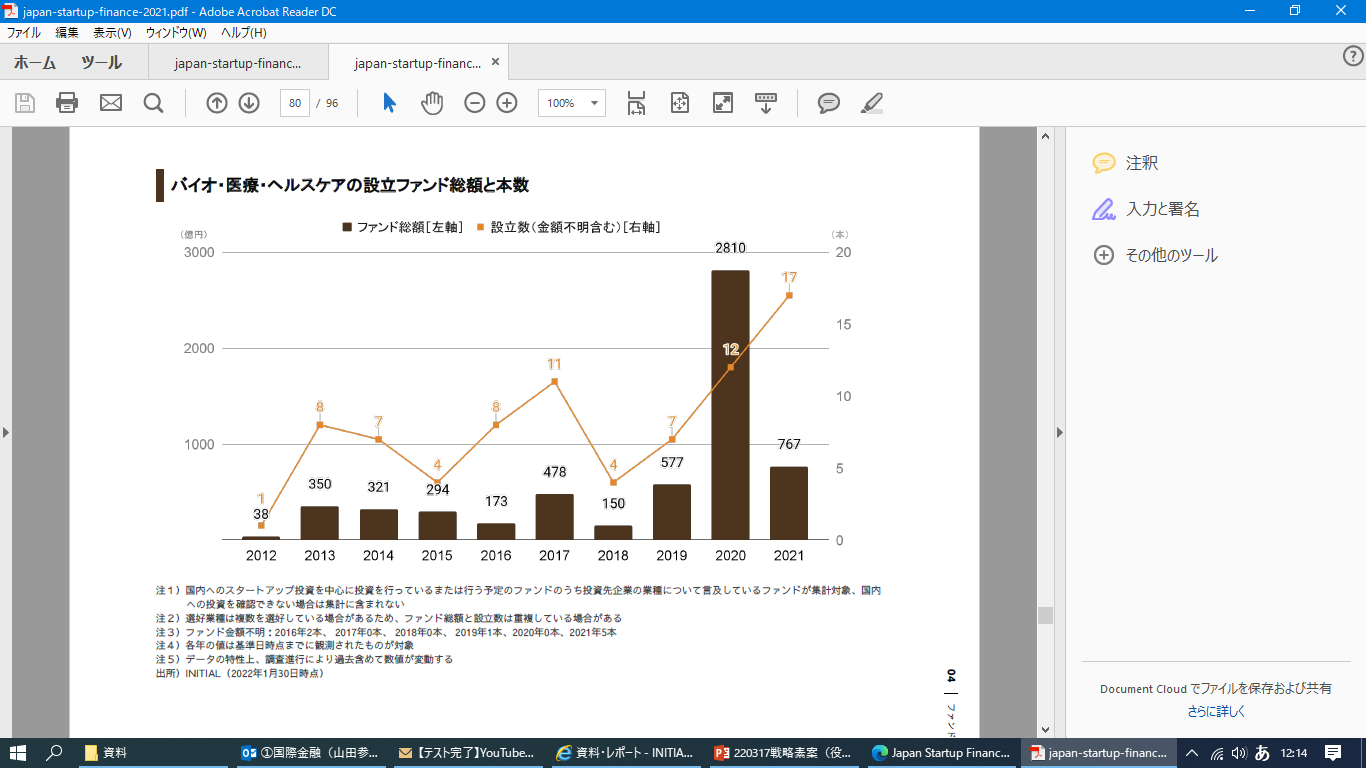 japan-startup-finance-2021.pdf - Adobe Acrobat Reader DC
ファイル 編集 表示(V) ウィンドウ(W) ヘルプ(H)
ホーム ツール japan-startup-financ... japan-startup-financ... ×
80 / 96 100%
バイオ・医療・ヘルスケアの設立ファンド総額と本数
ファンド総額[左軸] 設立数(金額不明含む)[右軸]
(億円) (本)
3000 2000 1000
20 15 10 5 0
1 8 7 4 8 11 4 7 12 17
38 350 321 294 173 478 150 577 2810 767
2012 2013 2014 2015 2016 2017 2018 2019 2020 2021
注1)国内へのスタートアップ投資を中心に投資を行っているまたは行う予定のファンドのうち投資先企業の業種について言及しているファンドが集計対象、国内
への投資を確認できない場合は集計に含まれない
注2)選好業種は複数を選好している場合があるため、ファンド総額と設立数は重複している場合がある
注3)ファンド金額不明:2016年2本、2017年0本、2018年0本、2019年1本、2020年0本、2021年5本
注4)各年の値は基準日時点までに観測されたものが対象
注5)データの特性上、調査進行により過去含めて数値が変動する
出所)INITIAL(2022年1月30日時点)
04 | ファンド
注釈
入力と署名
その他のツール
Document Cloud でファイルを保存および共有
さらに詳しく
資料 ①国際金融(山田参... 【テスト完了】YouTube... 資料・レポート - INITIA... 220317戦略素案(役... Japan Startup Financ... japan-startup-financ... あ 12:14